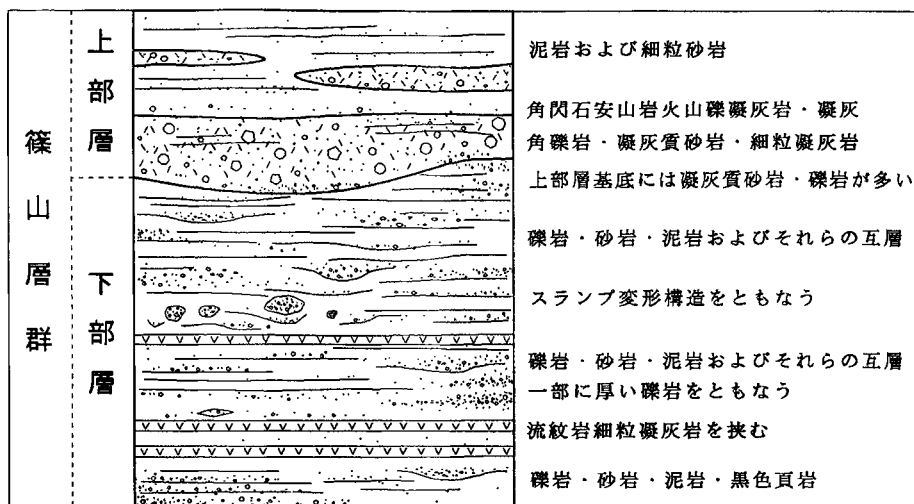 篠山層群
上部層
下部層
泥岩および細粒砂岩
角閃石安山岩火山礫凝灰岩・凝灰
角礫岩・凝灰質砂岩・細粒凝灰岩
上部層基底には凝灰質砂岩・礫岩が多い
礫岩・砂岩・泥岩およびそれらの互層
スランプ変形構造をともなう
礫岩・砂岩・泥岩およびそれらの互層
一部に厚い礫岩をともなう
流紋岩細粒凝灰岩を挟む
礫岩・砂岩・泥岩・黒色頁岩